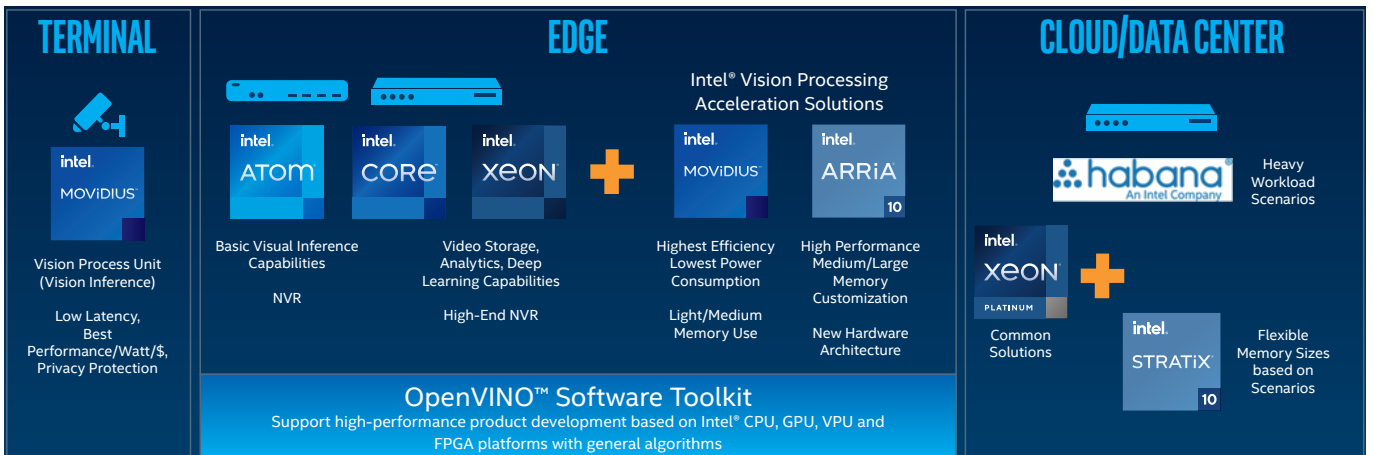 TERMINAL
intel.
MOVIDIUS™
Vision Process Unit
(Vision Inference)
Low Latency,
Best
Performance/Watt/$,
Privacy Protection
EDGE
intel.
ATOM™
intel.
CORE™
intel.
XEON®
Basic Visual Inference
Capabilities
NVR
Video Storage,
Analytics, Deep
Learning Capabilities
High-End NVR
Intel® Vision Processing
Acceleration Solutions
intel.
MOVIDIUS™
intel.
ARRIA®
10
Highest Efficiency
Lowest Power
Consumption
Light/Medium
Memory Use
High Performance
Medium/Large
Memory
Customization
New Hardware
Architecture
OpenVINO™ Software Toolkit
Support high-performance product development based on Intel® CPU, GPU, VPU and
FPGA platforms with general algorithms
CLOUD/DATA CENTER
habana®
An Intel Company
Heavy
Workload
Scenarios
intel.
XEON®
PLATINUM
Common
Solutions
intel.
STRATIX®
10
Flexible
Memory Sizes
based on
Scenarios